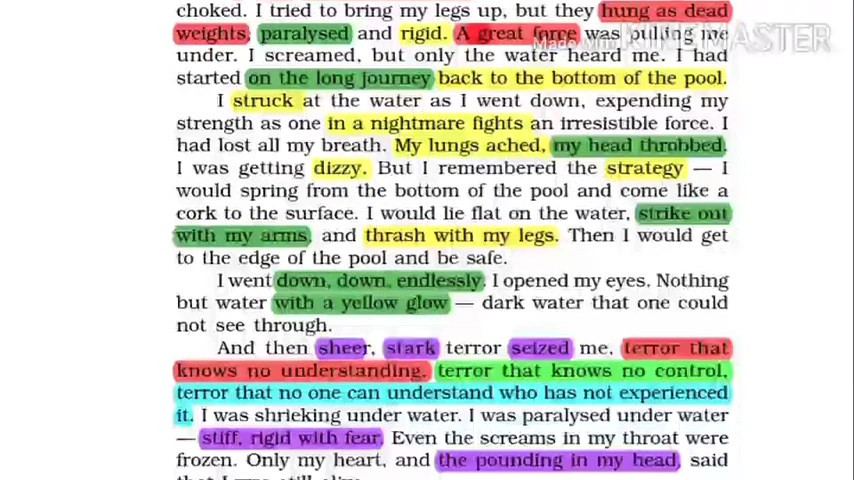 choked. I tried to bring my legs up, but they hung as dead
weights, paralysed and rigid. A great force was pulling me
under. I screamed, but only the water heard me. I had
started on the long journey back to the bottom of the pool.
I struck at the water as I went down, expending my
strength as one in a nightmare fights an irresistible force. I
had lost all my breath. My lungs ached, my head throbbed.
I was getting dizzy. But I remembered the strategy — I
would spring from the bottom of the pool and come like a
cork to the surface. I would lie flat on the water, strike out
with my arms, and thrash with my legs. Then I would get
to the edge of the pool and be safe.
I went down, down, endlessly. I opened my eyes. Nothing
but water with a yellow glow — dark water that one could
not see through.
And then sheer, stark terror seized me, terror that
knows no understanding, terror that knows no control,
terror that no one can understand who has not experienced
it. I was shrieking under water. I was paralysed under water
— stiff, rigid with fear. Even the screams in my throat were
frozen. Only my heart, and the pounding in my head, said
that I was still alive.
Made with KINEMASTER